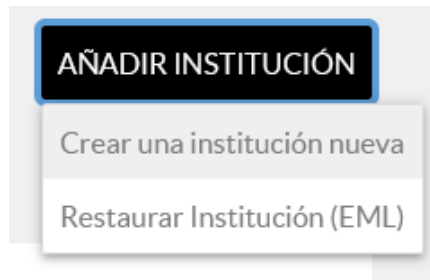 AÑADIR INSTITUCIÓN
Crear una institución nueva
Restaurar Institución (EML)